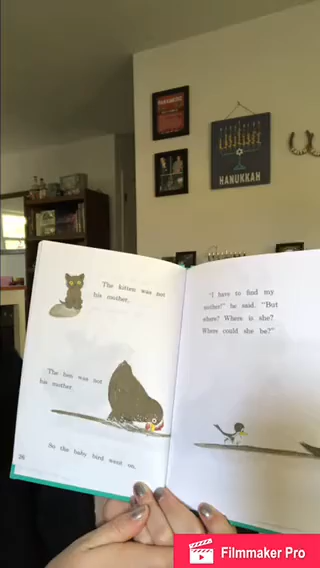 HANUKKAH
The kitten was not
his mother.
The hen was not
his mother.
So the baby bird went on.
26
"I have to find my
mother!" he said. "But
where? Where is she?
Where could she be?"
Filmmaker Pro